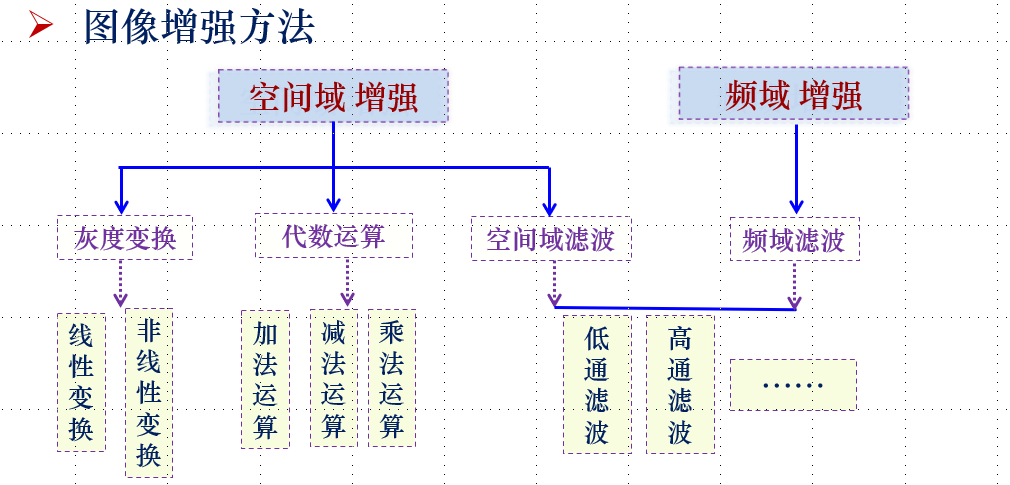 图像增强方法
空间域 增强
频域 增强
灰度变换
代数运算
空间域滤波
频域滤波
线性变换
非线性变换
加法运算
减法运算
乘法运算
低通滤波
高通滤波
……